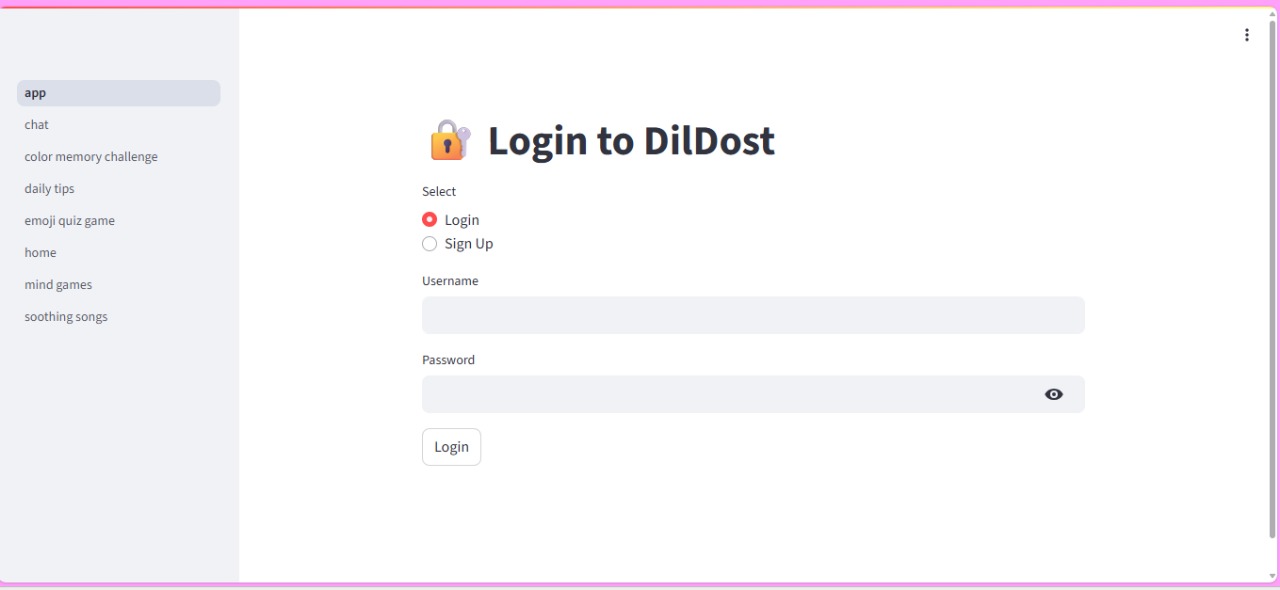 app
chat
color memory challenge
daily tips
emoji quiz game
home
mind games
soothing songs
Login to DilDost
Select
Login
Sign Up
Username
Password
Login